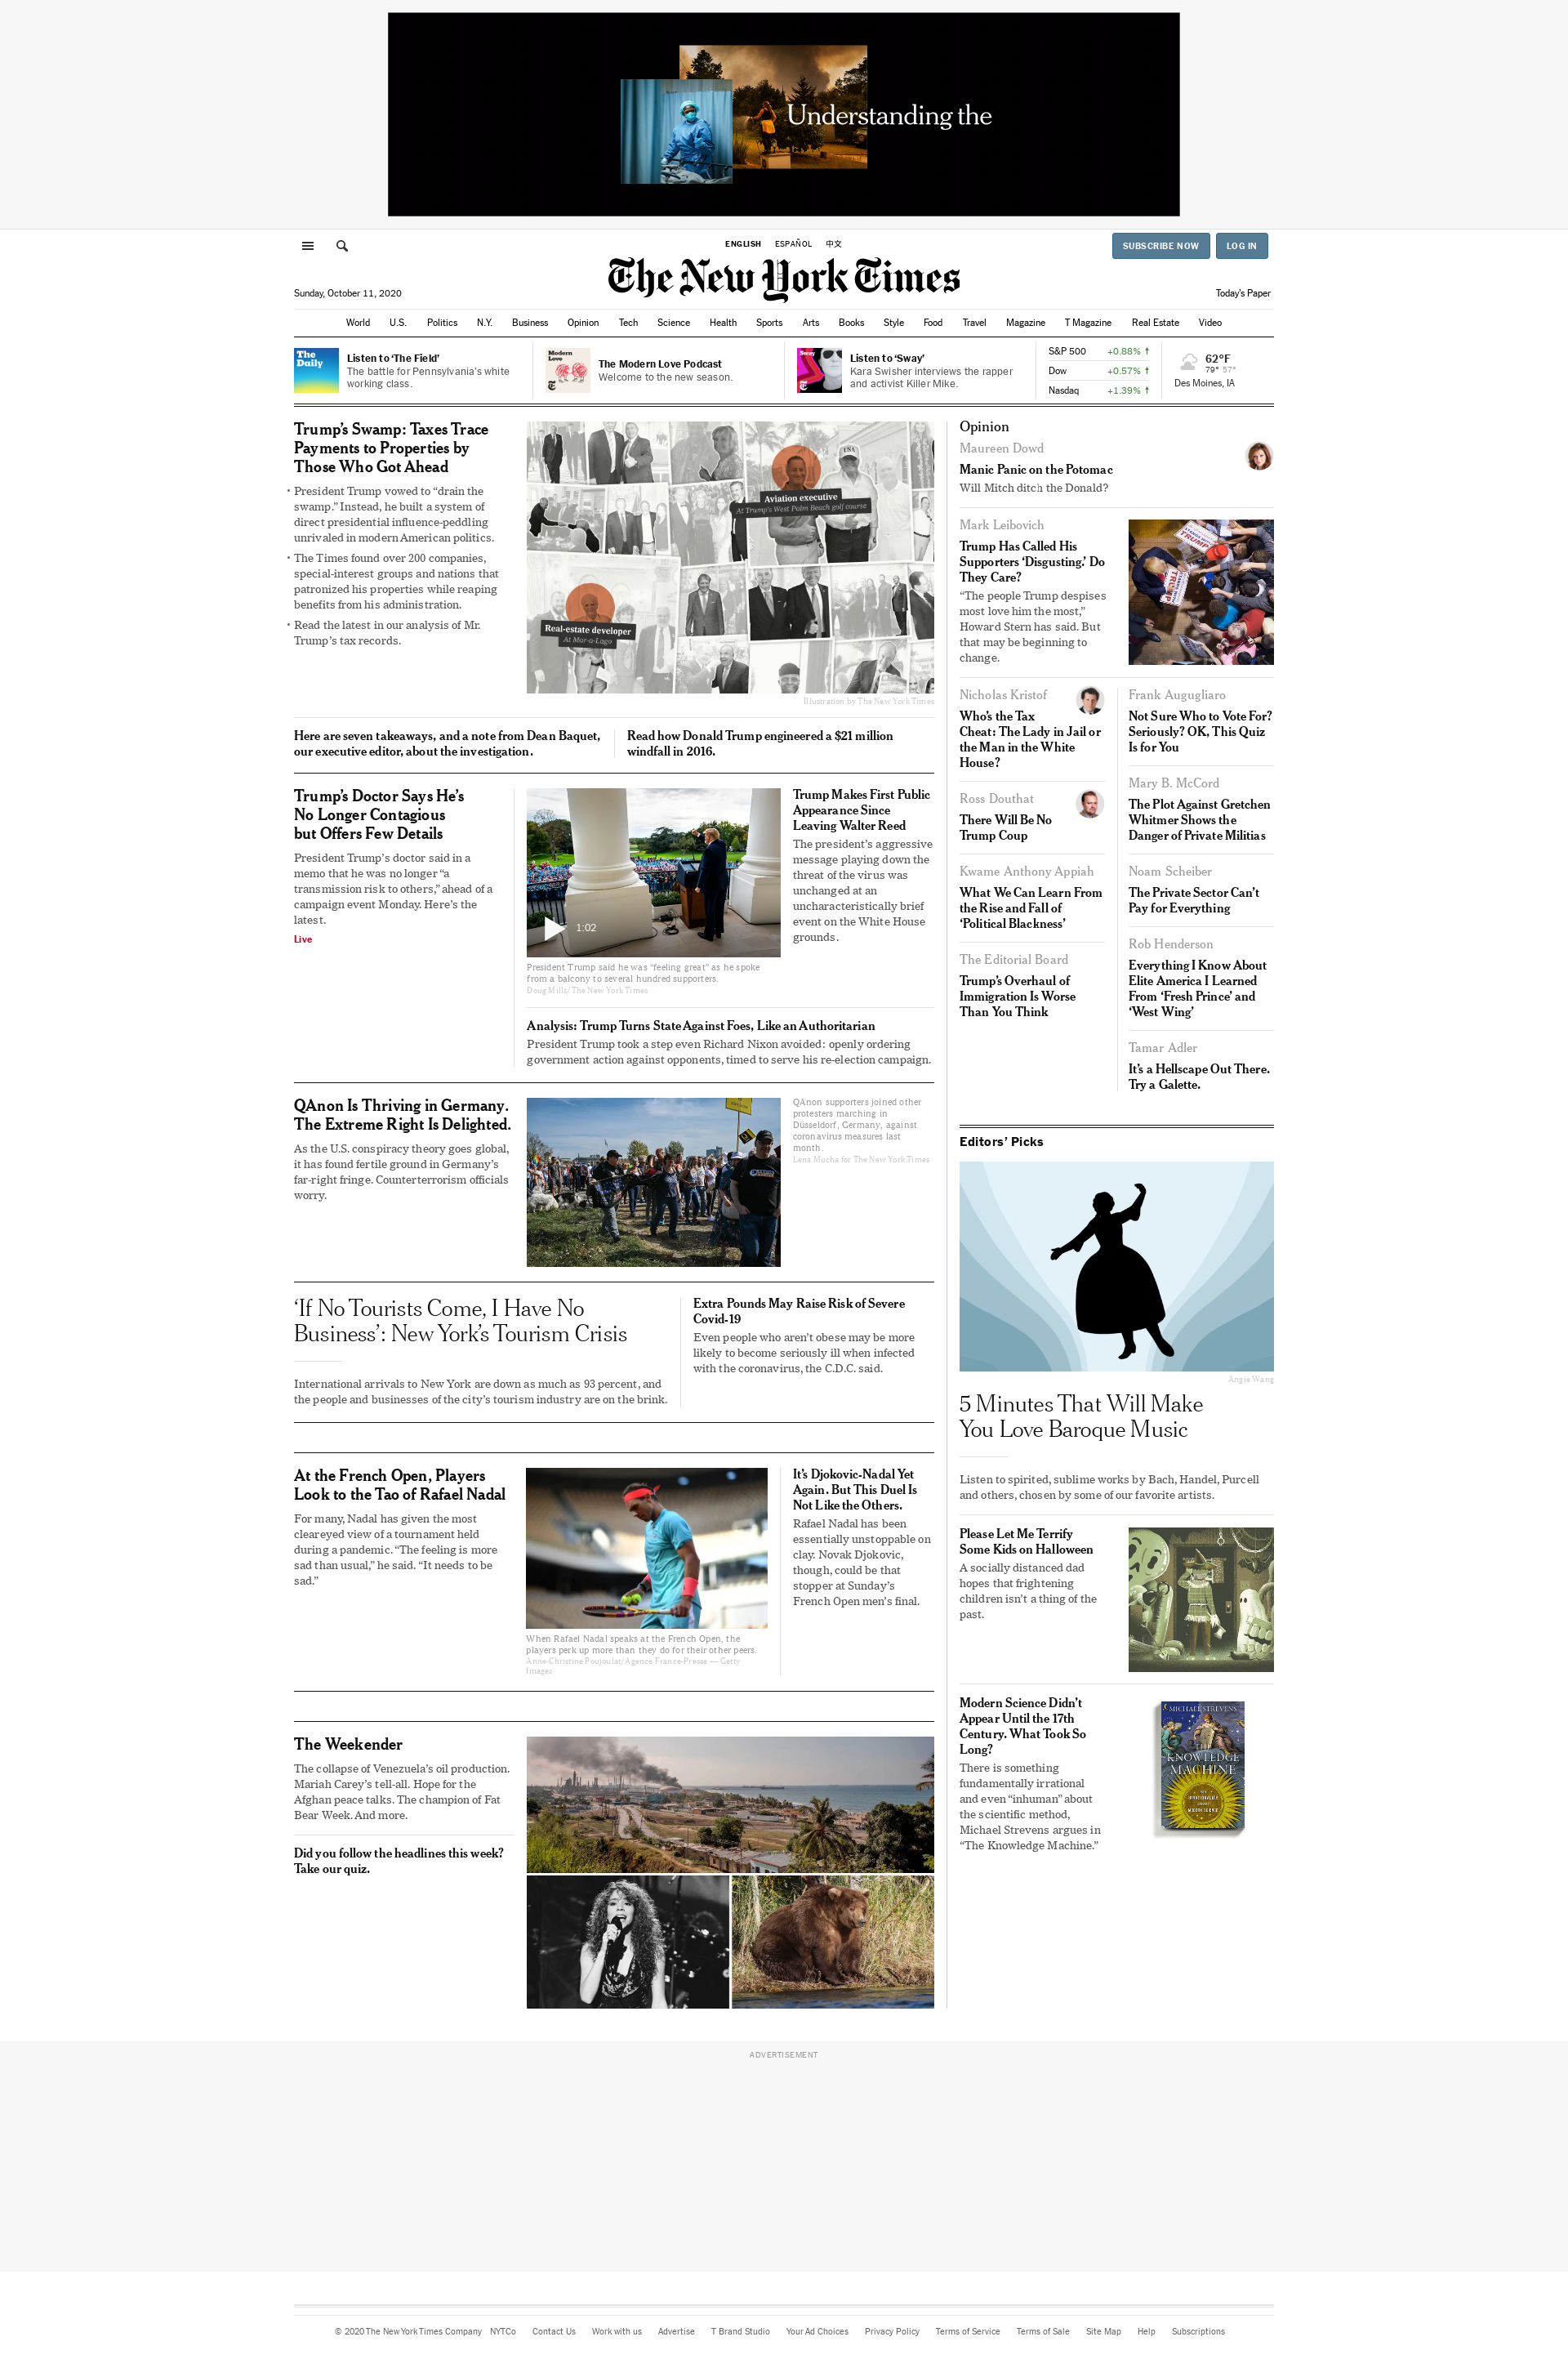 Understanding the
ENGLISH ESPAÑOL 中文
SUBSCRIBE NOW LOG IN
The New York Times
Sunday, October 11, 2020
Today's Paper
World U.S. Politics N.Y. Business Opinion Tech Science Health Sports Arts Books Style Food Travel Magazine T Magazine Real Estate Video
The Daily
Listen to ‘The Field’
The battle for Pennsylvania’s white
working class.
Modern Love
The Modern Love Podcast
Welcome to the new season.
Sway
Listen to ‘Sway’
Kara Swisher interviews the rapper
and activist Killer Mike.
S&P 500 +0.88% ↑
Dow +0.57% ↑
Nasdaq +1.39% ↑
62°F
79° 57°
Des Moines, IA
Trump’s Swamp: Taxes Trace
Payments to Properties by
Those Who Got Ahead
• President Trump vowed to “drain the
swamp.” Instead, he built a system of
direct presidential influence-peddling
unrivaled in modern American politics.
• The Times found over 200 companies,
special-interest groups and nations that
patronized his properties while reaping
benefits from his administration.
• Read the latest in our analysis of Mr.
Trump’s tax records.
USA
Aviation executive
At Trump’s West Palm Beach golf course
Real-estate developer
At Mar-a-Lago
Illustration by The New York Times
Here are seven takeaways, and a note from Dean Baquet,
our executive editor, about the investigation.
Read how Donald Trump engineered a $21 million
windfall in 2016.
Trump’s Doctor Says He’s
No Longer Contagious
but Offers Few Details
President Trump’s doctor said in a
memo that he was no longer “a
transmission risk to others,” ahead of a
campaign event Monday. Here’s the
latest.
Live
1:02
President Trump said he was “feeling great” as he spoke
from a balcony to several hundred supporters.
Doug Mills/The New York Times
Trump Makes First Public
Appearance Since
Leaving Walter Reed
The president’s aggressive
message playing down the
threat of the virus was
unchanged at an
uncharacteristically brief
event on the White House
grounds.
Analysis: Trump Turns State Against Foes, Like an Authoritarian
President Trump took a step even Richard Nixon avoided: openly ordering
government action against opponents, timed to serve his re-election campaign.
QAnon Is Thriving in Germany.
The Extreme Right Is Delighted.
As the U.S. conspiracy theory goes global,
it has found fertile ground in Germany’s
far-right fringe. Counterterrorism officials
worry.
QAnon supporters joined other
protesters marching in
Düsseldorf, Germany, against
coronavirus measures last
month.
Lena Mucha for The New York Times
‘If No Tourists Come, I Have No
Business’: New York’s Tourism Crisis
International arrivals to New York are down as much as 93 percent, and
the people and businesses of the city’s tourism industry are on the brink.
Extra Pounds May Raise Risk of Severe
Covid-19
Even people who aren’t obese may be more
likely to become seriously ill when infected
with the coronavirus, the C.D.C. said.
At the French Open, Players
Look to the Tao of Rafael Nadal
For many, Nadal has given the most
cleareyed view of a tournament held
during a pandemic. “The feeling is more
sad than usual,” he said. “It needs to be
sad.”
When Rafael Nadal speaks at the French Open, the
players perk up more than they do for their other peers.
Anne-Christine Poujoulat/Agence France-Presse — Getty
Images
It’s Djokovic-Nadal Yet
Again. But This Duel Is
Not Like the Others.
Rafael Nadal has been
essentially unstoppable on
clay. Novak Djokovic,
though, could be that
stopper at Sunday’s
French Open men’s final.
The Weekender
The collapse of Venezuela’s oil production.
Mariah Carey’s tell-all. Hope for the
Afghan peace talks. The champion of Fat
Bear Week. And more.
Did you follow the headlines this week?
Take our quiz.
Opinion
Maureen Dowd
Manic Panic on the Potomac
Will Mitch ditch the Donald?
Mark Leibovich
Trump Has Called His
Supporters ‘Disgusting.’ Do
They Care?
“The people Trump despises
most love him the most,”
Howard Stern has said. But
that may be beginning to
change.
TRUMP
TRUMP
Nicholas Kristof
Who’s the Tax
Cheat: The Lady in Jail or
the Man in the White
House?
Ross Douthat
There Will Be No
Trump Coup
Kwame Anthony Appiah
What We Can Learn From
the Rise and Fall of
‘Political Blackness’
The Editorial Board
Trump’s Overhaul of
Immigration Is Worse
Than You Think
Frank Augugliaro
Not Sure Who to Vote For?
Seriously? OK, This Quiz
Is for You
Mary B. McCord
The Plot Against Gretchen
Whitmer Shows the
Danger of Private Militias
Noam Scheiber
The Private Sector Can’t
Pay for Everything
Rob Henderson
Everything I Know About
Elite America I Learned
From ‘Fresh Prince’ and
‘West Wing’
Tamar Adler
It’s a Hellscape Out There.
Try a Galette.
Editors’ Picks
Angie Wang
5 Minutes That Will Make
You Love Baroque Music
Listen to spirited, sublime works by Bach, Handel, Purcell
and others, chosen by some of our favorite artists.
Please Let Me Terrify
Some Kids on Halloween
A socially distanced dad
hopes that frightening
children isn’t a thing of the
past.
Modern Science Didn’t
Appear Until the 17th
Century. What Took So
Long?
There is something
fundamentally irrational
and even “inhuman” about
the scientific method,
Michael Strevens argues in
“The Knowledge Machine.”
MICHAEL STREVENS
THE
KNOWLEDGE
MACHINE
ADVERTISEMENT
© 2020 The New York Times Company NYTCo Contact Us Work with us Advertise T Brand Studio Your Ad Choices Privacy Policy Terms of Service Terms of Sale Site Map Help Subscriptions